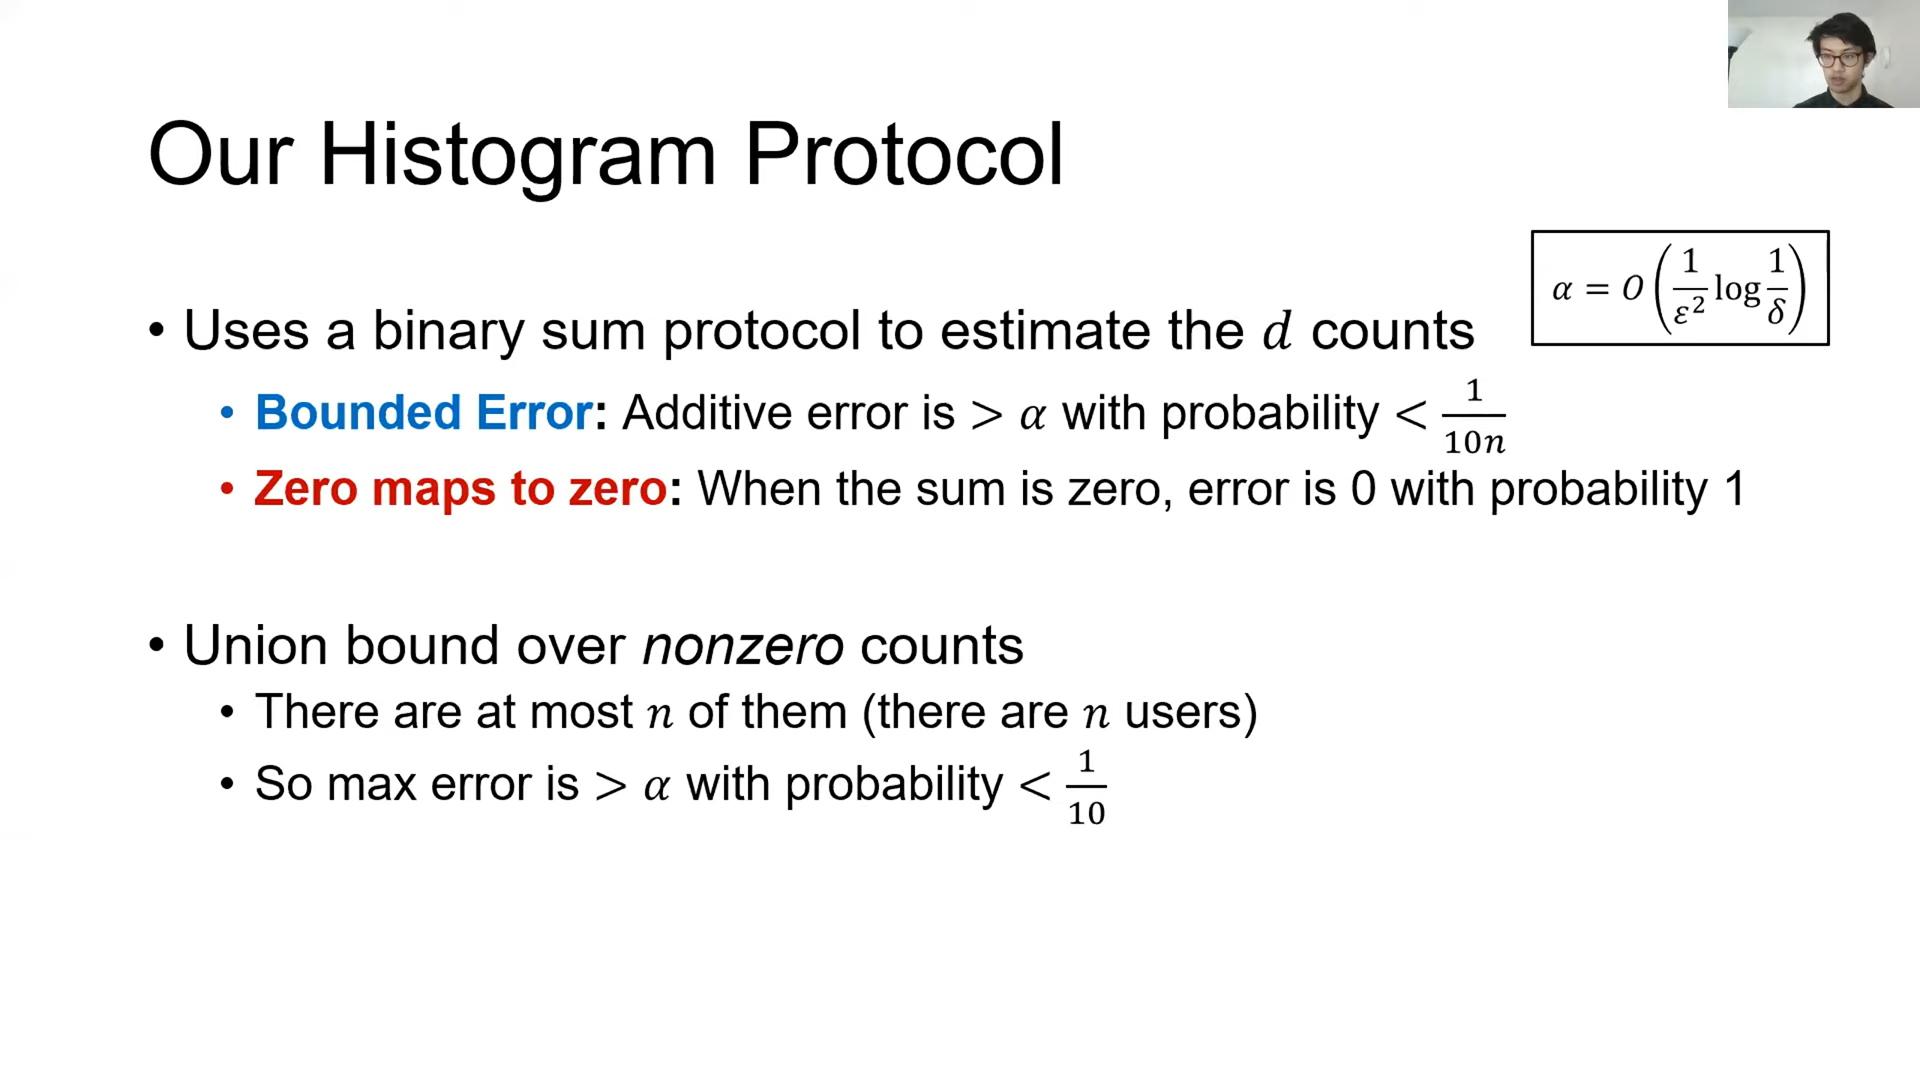 Our Histogram Protocol
α = O(1/ε² log 1/δ)
• Uses a binary sum protocol to estimate the d counts
• Bounded Error: Additive error is > α with probability < 1/10n
• Zero maps to zero: When the sum is zero, error is 0 with probability 1
• Union bound over nonzero counts
• There are at most n of them (there are n users)
• So max error is > α with probability < 1/10